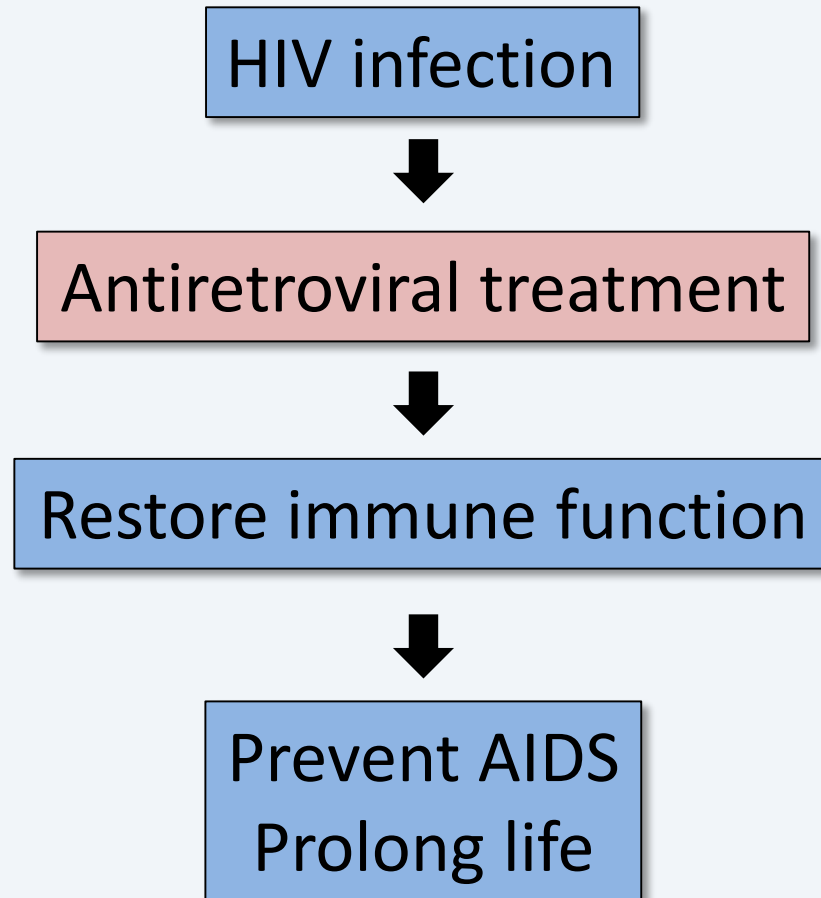 HIV infection
Antiretroviral treatment
Restore immune function
Prevent AIDS
Prolong life